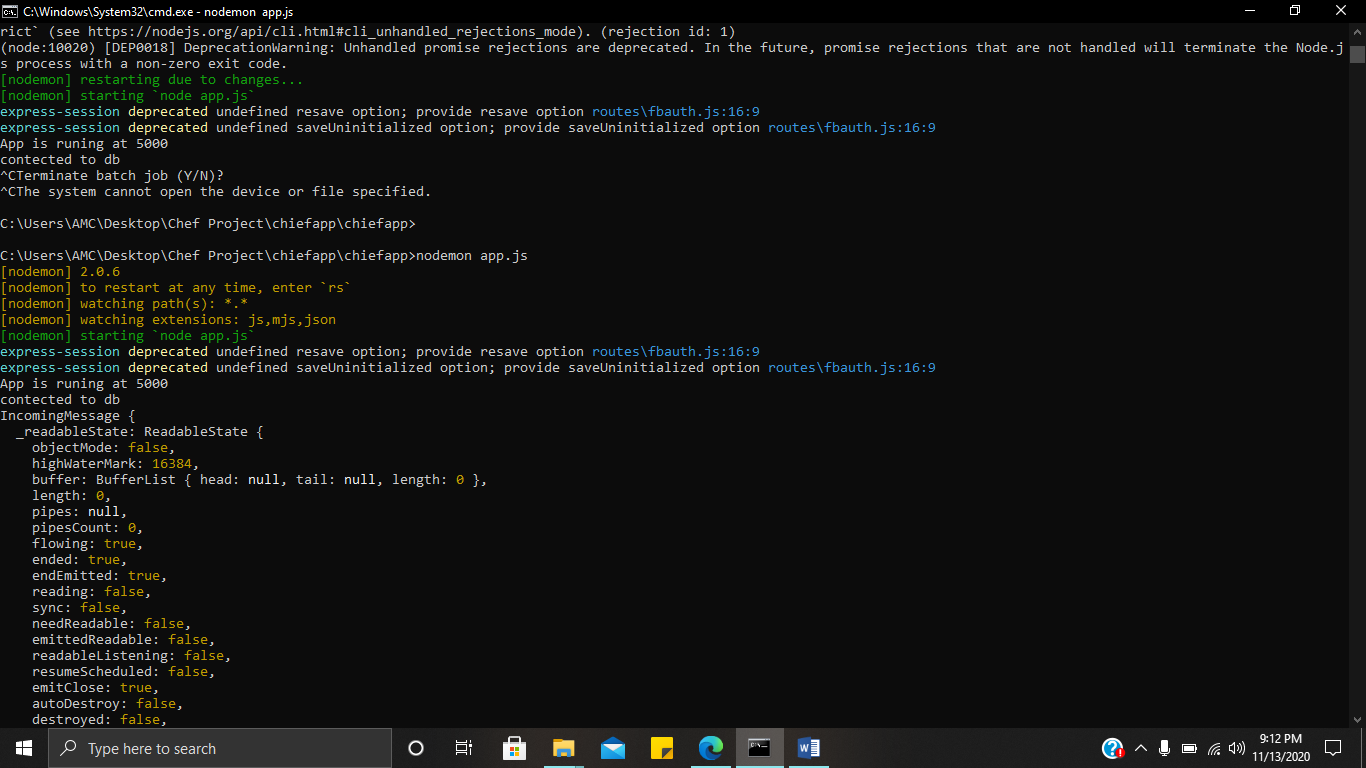 C:\Windows\System32\cmd.exe - nodemon  app.js
rict` (see https://nodejs.org/api/cli.html#cli_unhandled_rejections_mode). (rejection id: 1)
(node:10020) [DEP0018] DeprecationWarning: Unhandled promise rejections are deprecated. In the future, promise rejections that are not handled will terminate the Node.j
s process with a non-zero exit code.
[nodemon] restarting due to changes...
[nodemon] starting `node app.js`
express-session deprecated undefined resave option; provide resave option routes\fbauth.js:16:9
express-session deprecated undefined saveUninitialized option; provide saveUninitialized option routes\fbauth.js:16:9
App is runing at 5000
contected to db
^CTerminate batch job (Y/N)?
^CThe system cannot open the device or file specified.
C:\Users\AMC\Desktop\Chef Project\chiefapp\chiefapp>
C:\Users\AMC\Desktop\Chef Project\chiefapp\chiefapp>nodemon app.js
[nodemon] 2.0.6
[nodemon] to restart at any time, enter `rs`
[nodemon] watching path(s): *.*
[nodemon] watching extensions: js,mjs,json
[nodemon] starting `node app.js`
express-session deprecated undefined resave option; provide resave option routes\fbauth.js:16:9
express-session deprecated undefined saveUninitialized option; provide saveUninitialized option routes\fbauth.js:16:9
App is runing at 5000
contected to db
IncomingMessage {
  _readableState: ReadableState {
    objectMode: false,
    highWaterMark: 16384,
    buffer: BufferList { head: null, tail: null, length: 0 },
    length: 0,
    pipes: null,
    pipesCount: 0,
    flowing: true,
    ended: true,
    endEmitted: true,
    reading: false,
    sync: false,
    needReadable: false,
    emittedReadable: false,
    readableListening: false,
    resumeScheduled: false,
    emitClose: true,
    autoDestroy: false,
    destroyed: false,
Type here to search
9:12 PM
11/13/2020